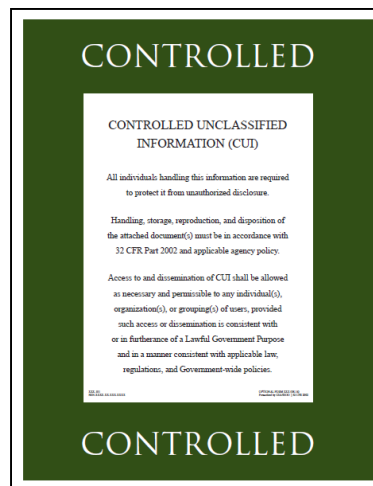 CONTROLLED
CONTROLLED UNCLASSIFIED
INFORMATION (CUI)
All individuals handling this information are required
to protect it from unauthorized disclosure.
Handling, storage, reproduction, and disposition of
the attached document(s) must be in accordance with
32 CFR Part 2002 and applicable agency policy.
Access to and dissemination of CUI shall be allowed
as necessary and permissible to any individual(s),
organization(s), or grouping(s) of users, provided
such access or dissemination is consistent with
or in furtherance of a Lawful Government Purpose
and in a manner consistent with applicable law,
regulations, and Government-wide policies.
CONTROLLED